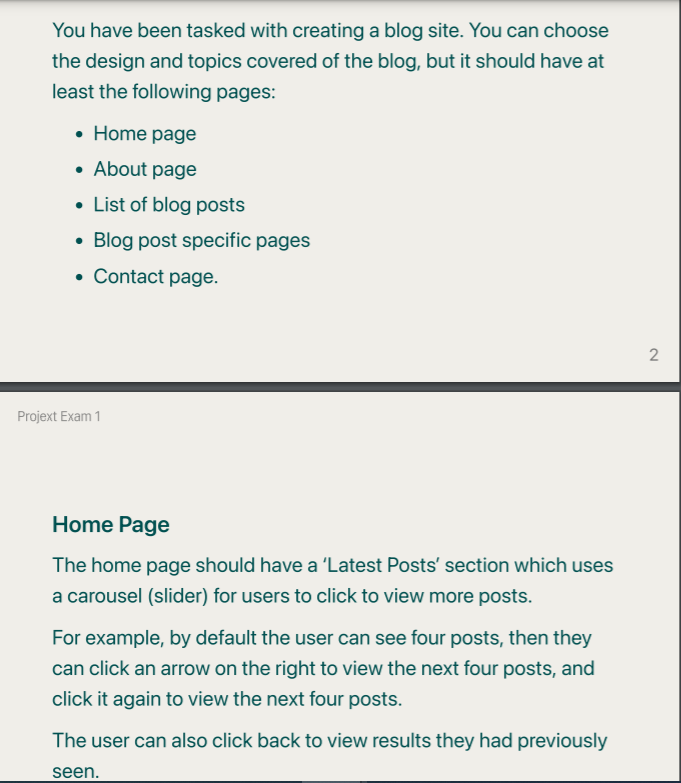 You have been tasked with creating a blog site. You can choose
the design and topics covered of the blog, but it should have at
least the following pages:
• Home page
• About page
• List of blog posts
• Blog post specific pages
• Contact page.
2
Projext Exam 1
Home Page
The home page should have a ‘Latest Posts’ section which uses
a carousel (slider) for users to click to view more posts.
For example, by default the user can see four posts, then they
can click an arrow on the right to view the next four posts, and
click it again to view the next four posts.
The user can also click back to view results they had previously
seen.